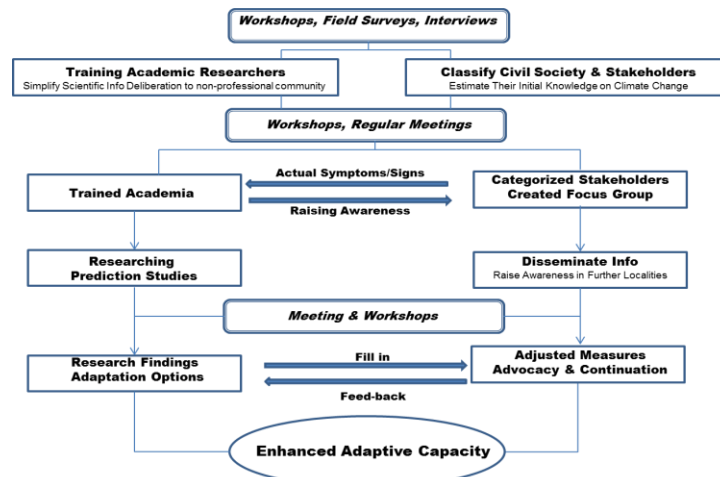 Workshops, Field Surveys, Interviews
Training Academic Researchers
Simplify Scientific Info Deliberation to non-professional community
Classify Civil Society & Stakeholders
Estimate Their Initial Knowledge on Climate Change
Workshops, Regular Meetings
Trained Academia
Actual Symptoms/Signs
Raising Awareness
Categorized Stakeholders
Created Focus Group
Researching
Prediction Studies
Disseminate Info
Raise Awareness in Further Localities
Meeting & Workshops
Research Findings
Adaptation Options
Fill in
Feed-back
Adjusted Measures
Advocacy & Continuation
Enhanced Adaptive Capacity